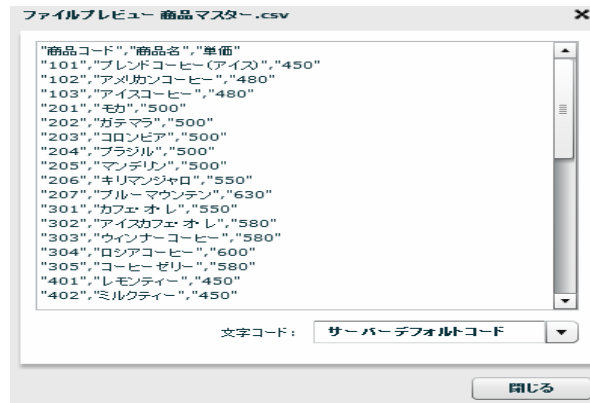 ファイルプレビュー 商品マスター.csv
"商品コード","商品名","単価"
"101","ブレンドコーヒー(アイス)","450"
"102","アメリカンコーヒー","480"
"103","アイスコーヒー","480"
"201","モカ","500"
"202","ガテマラ","500"
"203","コロンビア","500"
"204","ブラジル","500"
"205","マンデリン","500"
"206","キリマンジャロ","550"
"207","ブルーマウンテン","630"
"301","カフェ・オ・レ","550"
"302","アイスカフェ・オ・レ","580"
"303","ウィンナーコーヒー","580"
"304","ロシアコーヒー","600"
"305","コーヒーゼリー","580"
"401","レモンティー","450"
"402","ミルクティー","450"
文字コード: サーバーデフォルトコード
閉じる